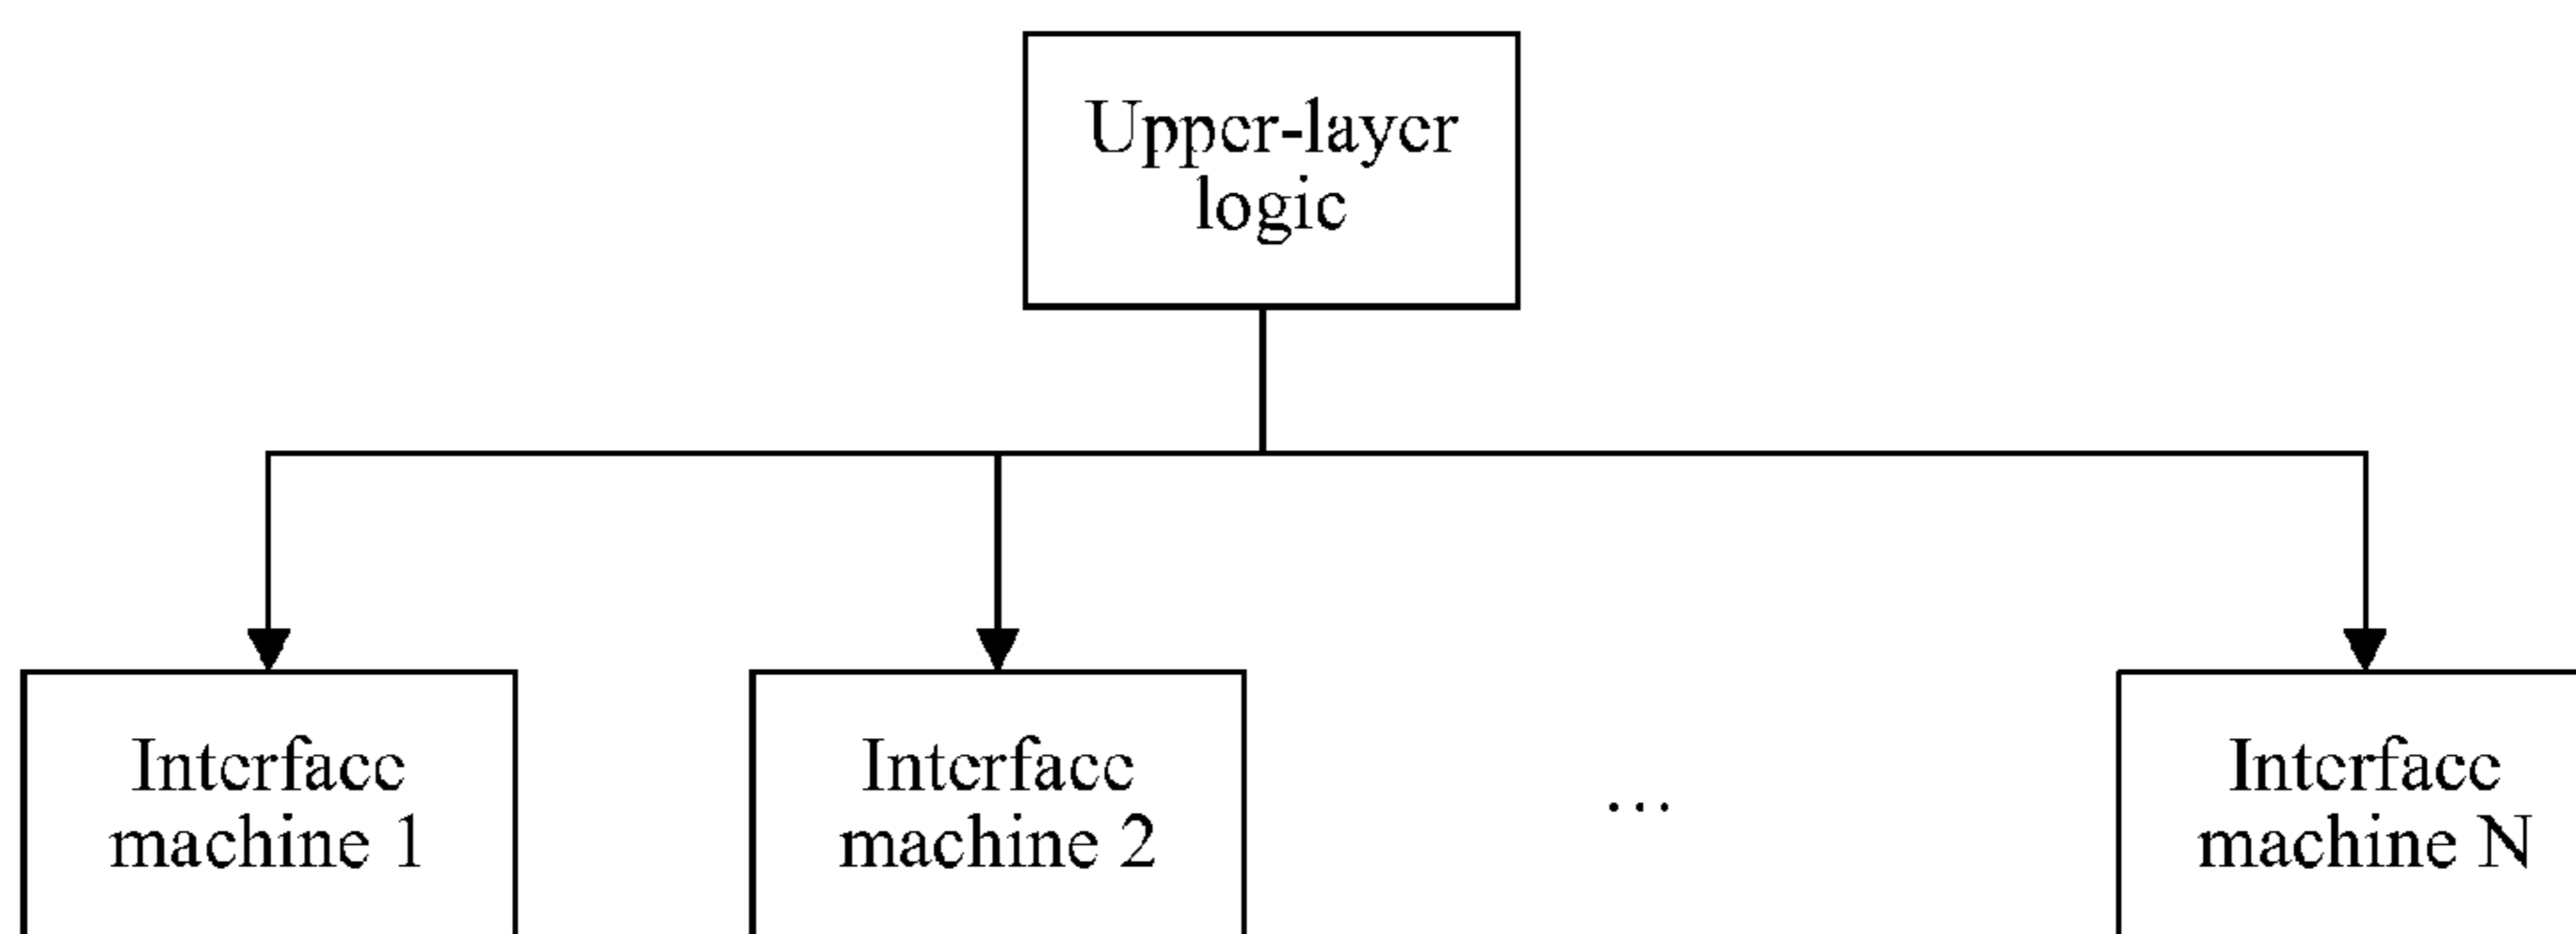 Upper-layer
logic
Interface
machine 1
Interface
machine 2
...
Interface
machine N